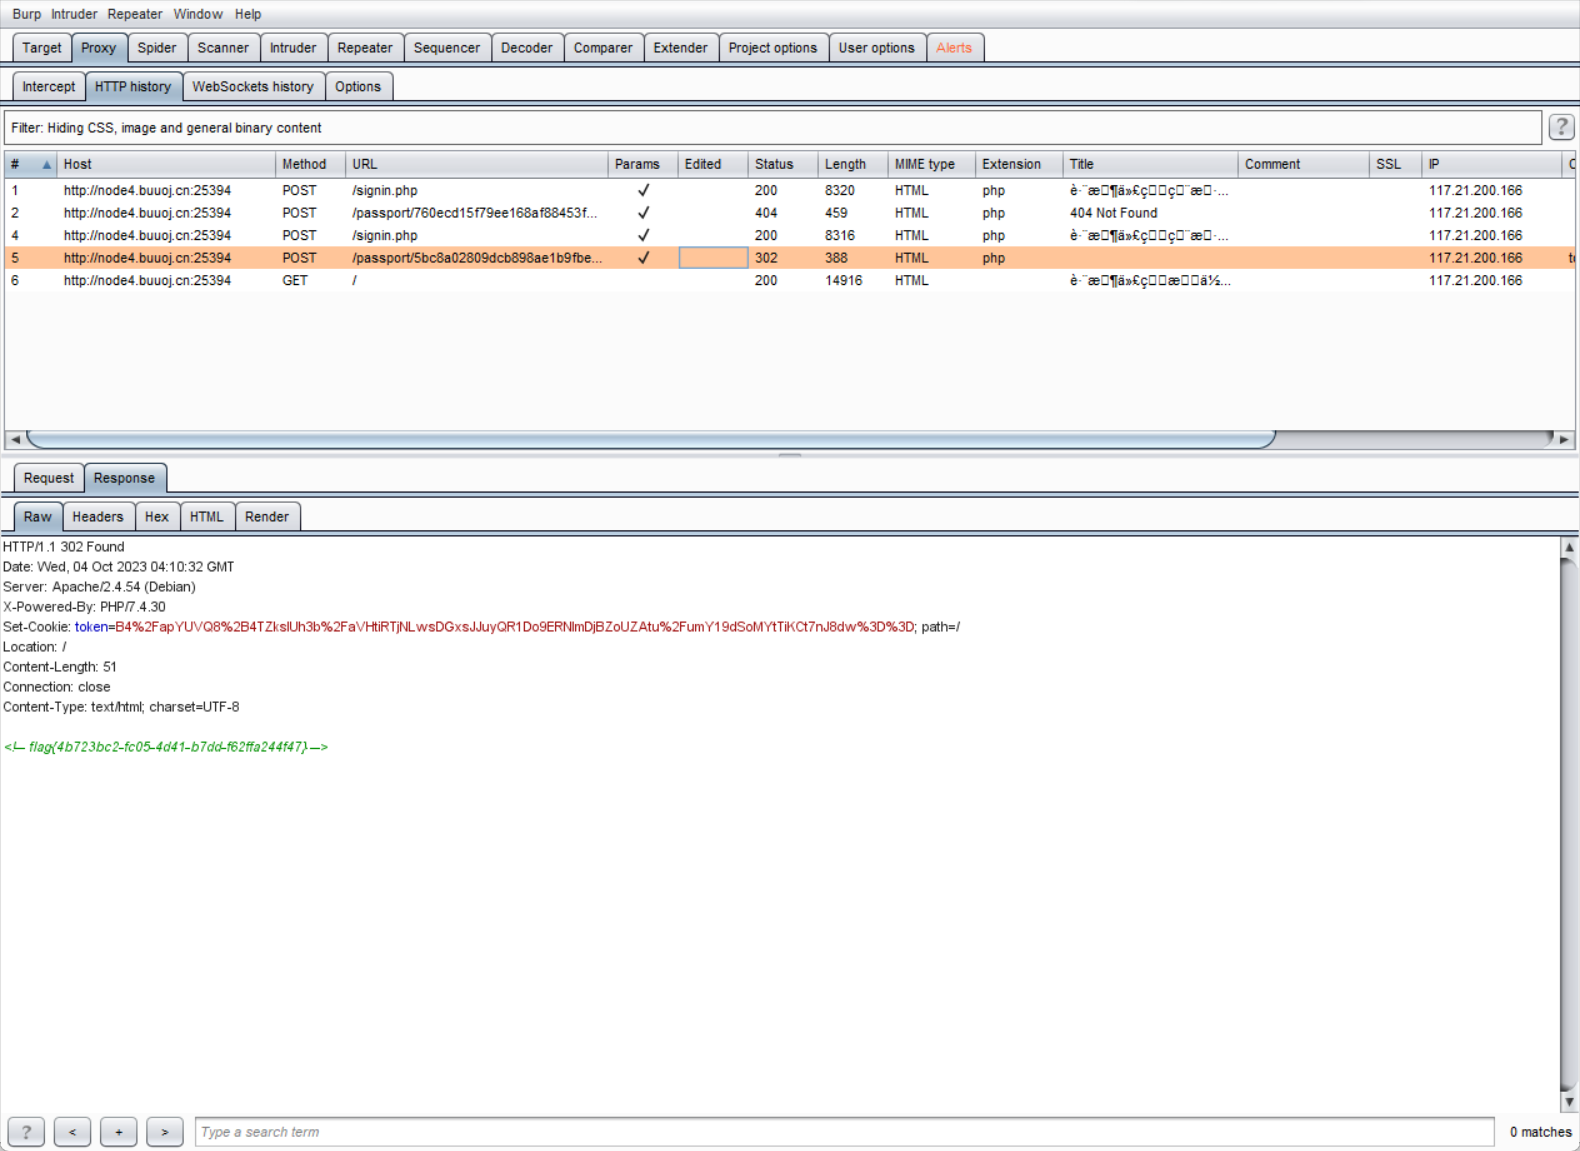 Burp Intruder Repeater Window Help
Target Proxy Spider Scanner Intruder Repeater Sequencer Decoder Comparer Extender Project options User options Alerts
Intercept HTTP history WebSockets history Options
Filter: Hiding CSS, image and general binary content ?
# Host Method URL Params Edited Status Length MIME type Extension Title Comment SSL IP C
1 http://node4.buuoj.cn:25394 POST /signin.php ✓ 200 8320 HTML php 117.21.200.166
2 http://node4.buuoj.cn:25394 POST /passport/760ecd15f79ee168af88453f... ✓ 404 459 HTML php 404 Not Found 117.21.200.166
4 http://node4.buuoj.cn:25394 POST /signin.php ✓ 200 8316 HTML php 117.21.200.166
5 http://node4.buuoj.cn:25394 POST /passport/5bc8a02809dcb898ae1b9fbe... ✓ 302 388 HTML php 117.21.200.166
6 http://node4.buuoj.cn:25394 GET / 200 14916 HTML 117.21.200.166
Request Response
Raw Headers Hex HTML Render
HTTP/1.1 302 Found
Date: Wed, 04 Oct 2023 04:10:32 GMT
Server: Apache/2.4.54 (Debian)
X-Powered-By: PHP/7.4.30
Set-Cookie: path=/
Location: /
Content-Length: 51
Connection: close
Content-Type: text/html; charset=UTF-8
<!-- flag{4b723bc2-fc05-4d41-b7dd-f62ffa244f47} -->
? < + > Type a search term 0 matches